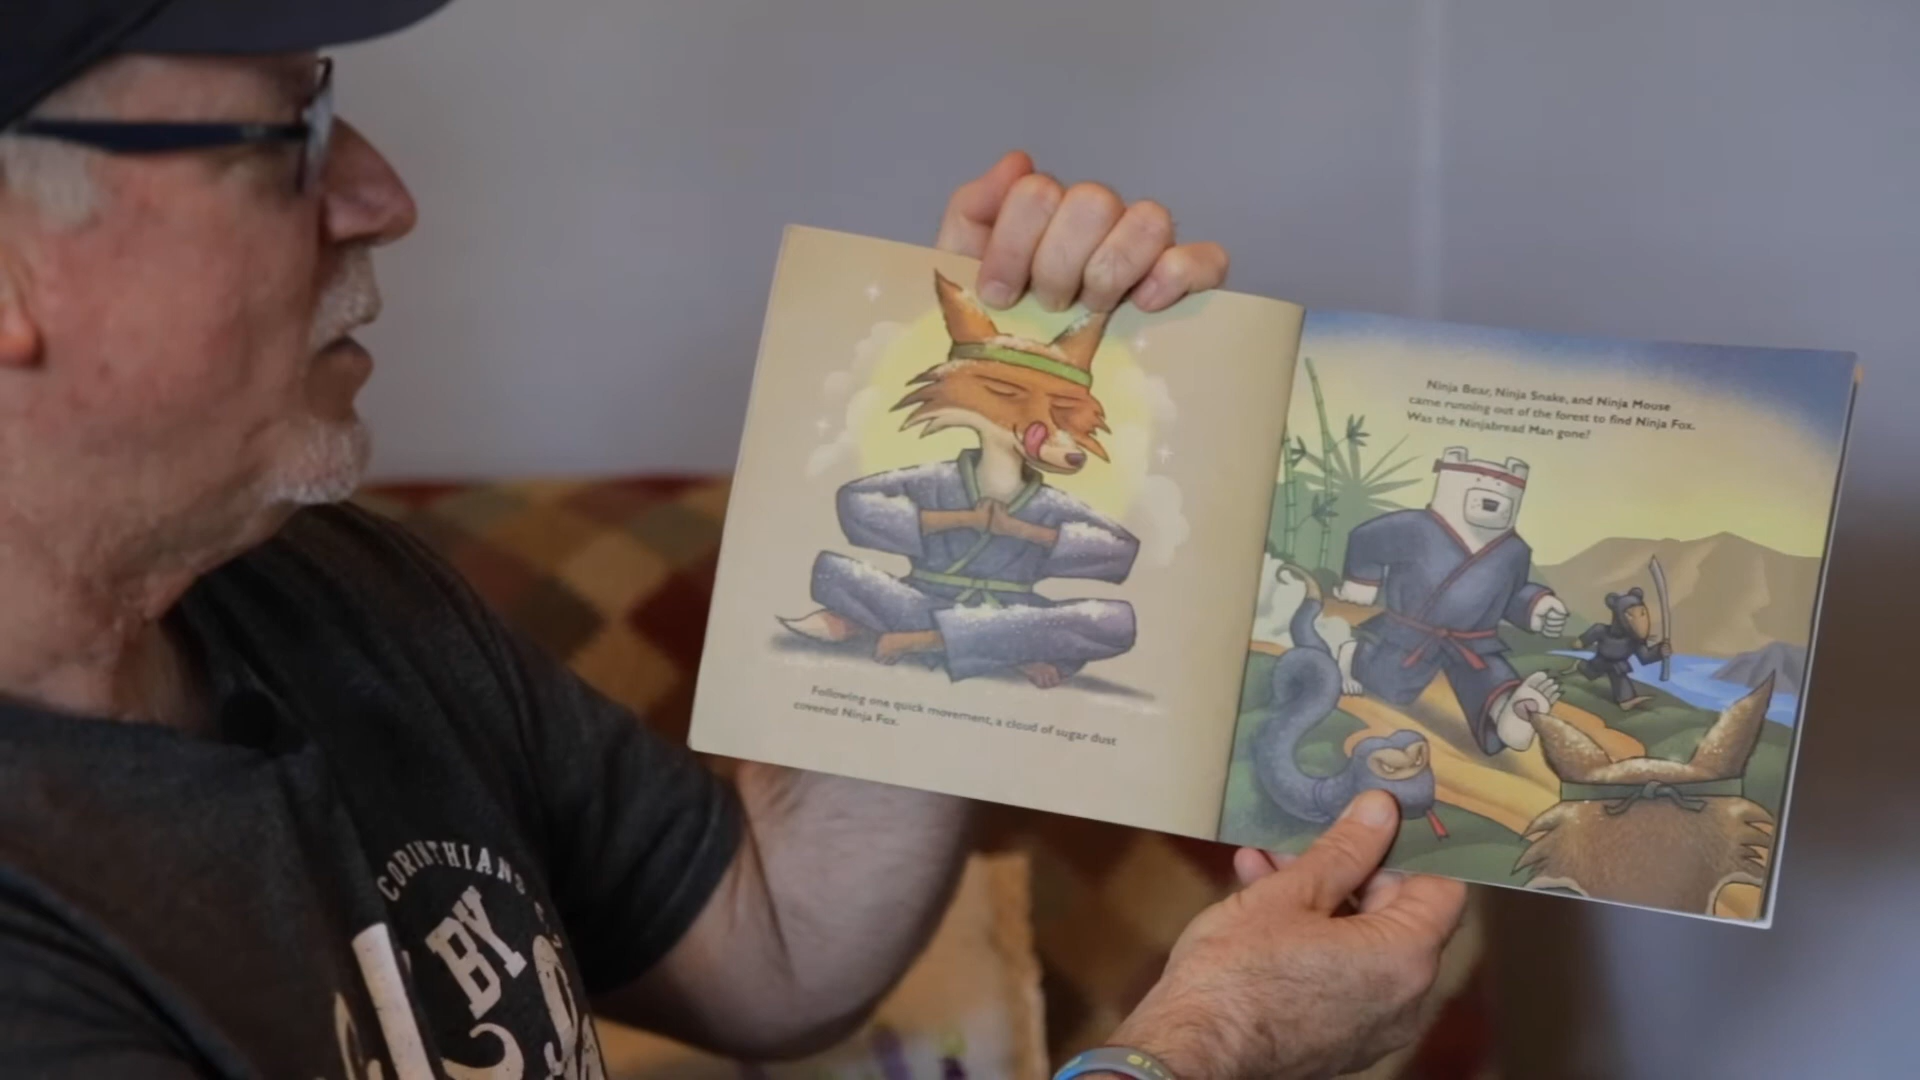 Following one quick movement, a cloud of sugar dust
covered Ninja Fox.
Ninja Bear, Ninja Snake, and Ninja Mouse
came running out of the forest to find Ninja Fox.
Was the Ninjabread Man gone?
CORINTHIANS
BY